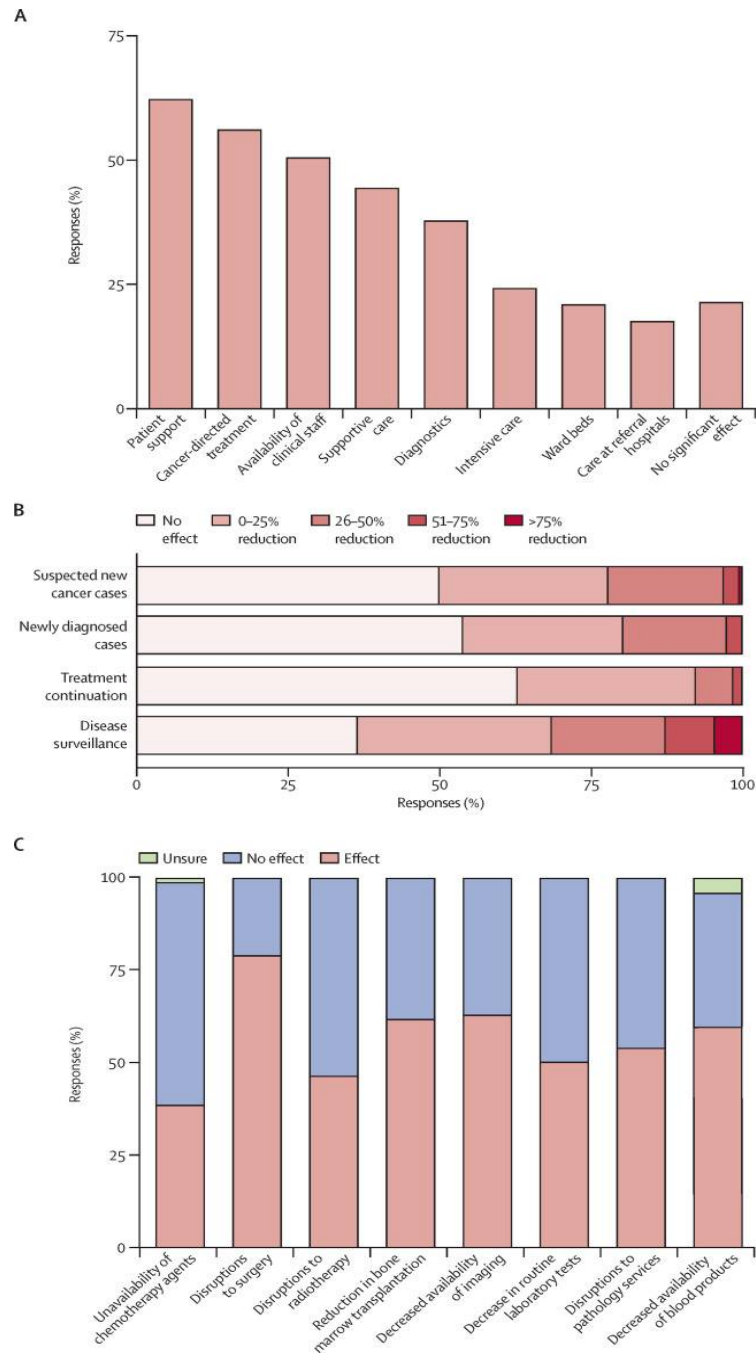 A
75
50
25
0
Responses (%)
Patient
support
Cancer-directed
treatment
Availability of
clinical staff
Supportive
care
Diagnostics
Intensive care
Ward beds
Care at referral
hospitals
No significant
effect
B
No
effect
0–25%
reduction
26–50%
reduction
51–75%
reduction
>75%
reduction
Suspected new
cancer cases
Newly diagnosed
cases
Treatment
continuation
Disease
surveillance
0 25 50 75 100
Responses (%)
C
Unsure No effect Effect
100
75
50
25
0
Responses (%)
Unavailability of
chemotherapy agents
Disruptions
to surgery
Disruptions to
radiotherapy
Reduction in bone
marrow transplantation
Decreased availability
of imaging
Decrease in routine
laboratory tests
Disruptions to
pathology services
Decreased availability
of blood products